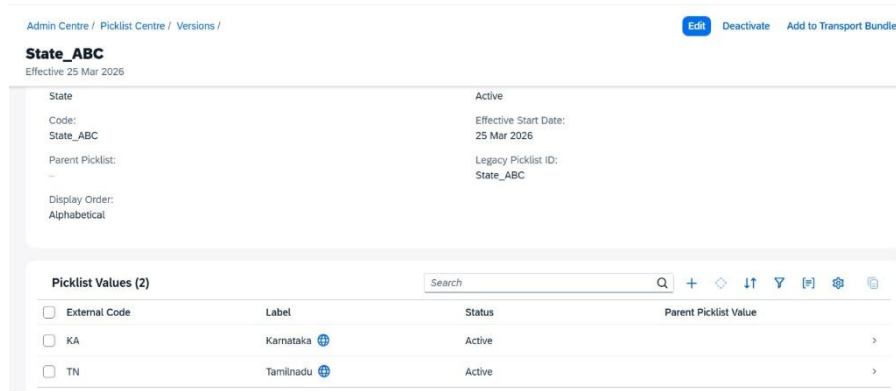 Admin Centre / Picklist Centre / Versions /
Edit Deactivate Add to Transport Bundle
State_ABC
Effective 25 Mar 2026
State Active
Code: Effective Start Date:
State_ABC 25 Mar 2026
Parent Picklist: Legacy Picklist ID:
– State_ABC
Display Order:
Alphabetical
Picklist Values (2) Search
External Code Label Status Parent Picklist Value
KA Karnataka Active
TN Tamilnadu Active